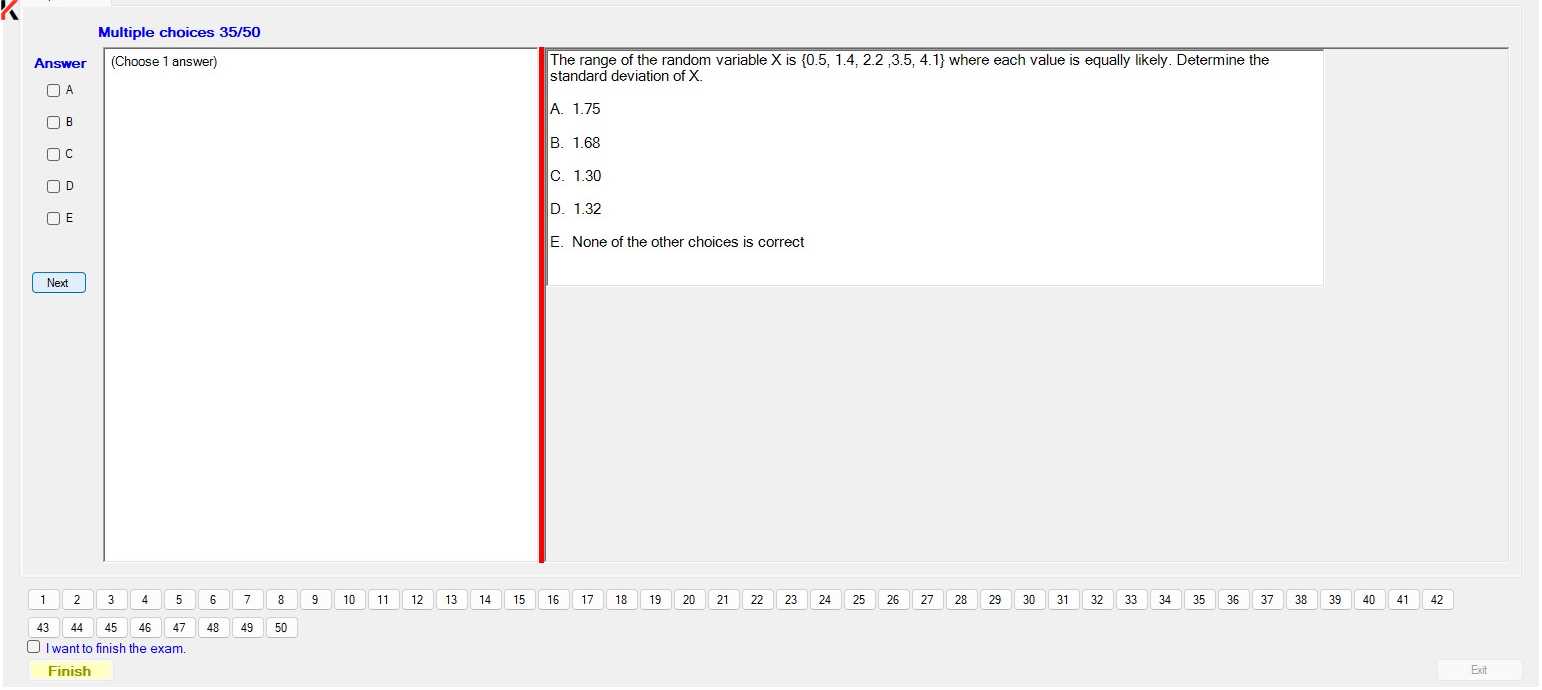 Multiple choices 35/50
Answer
(Choose 1 answer)
A
B
C
D
E
Next
The range of the random variable X is {0.5, 1.4, 2.2 ,3.5, 4.1} where each value is equally likely. Determine the
standard deviation of X.
A. 1.75
B. 1.68
C. 1.30
D. 1.32
E. None of the other choices is correct
1 2 3 4 5 6 7 8 9 10 11 12 13 14 15 16 17 18 19 20 21 22 23 24 25 26 27 28 29 30 31 32 33 34 35 36 37 38 39 40 41 42
43 44 45 46 47 48 49 50
I want to finish the exam.
Finish
Exit